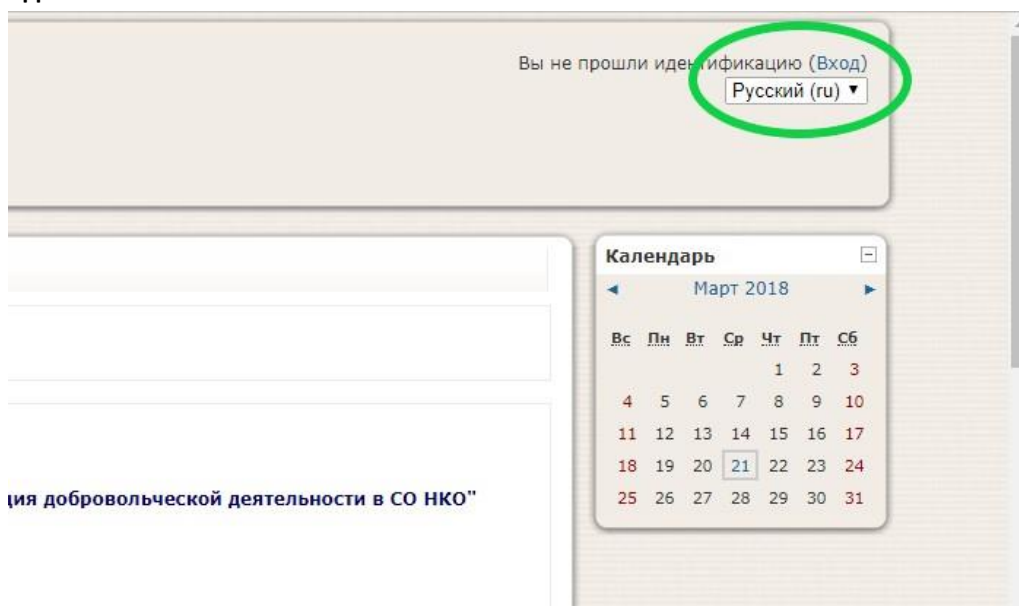 Вы не прошли идентификацию (Вход)
Русский (ru)
Календарь
Март 2018
Вс Пн Вт Ср Чт Пт Сб
1 2 3
4 5 6 7 8 9 10
11 12 13 14 15 16 17
18 19 20 21 22 23 24
25 26 27 28 29 30 31
ция добровольческой деятельности в СО НКО"